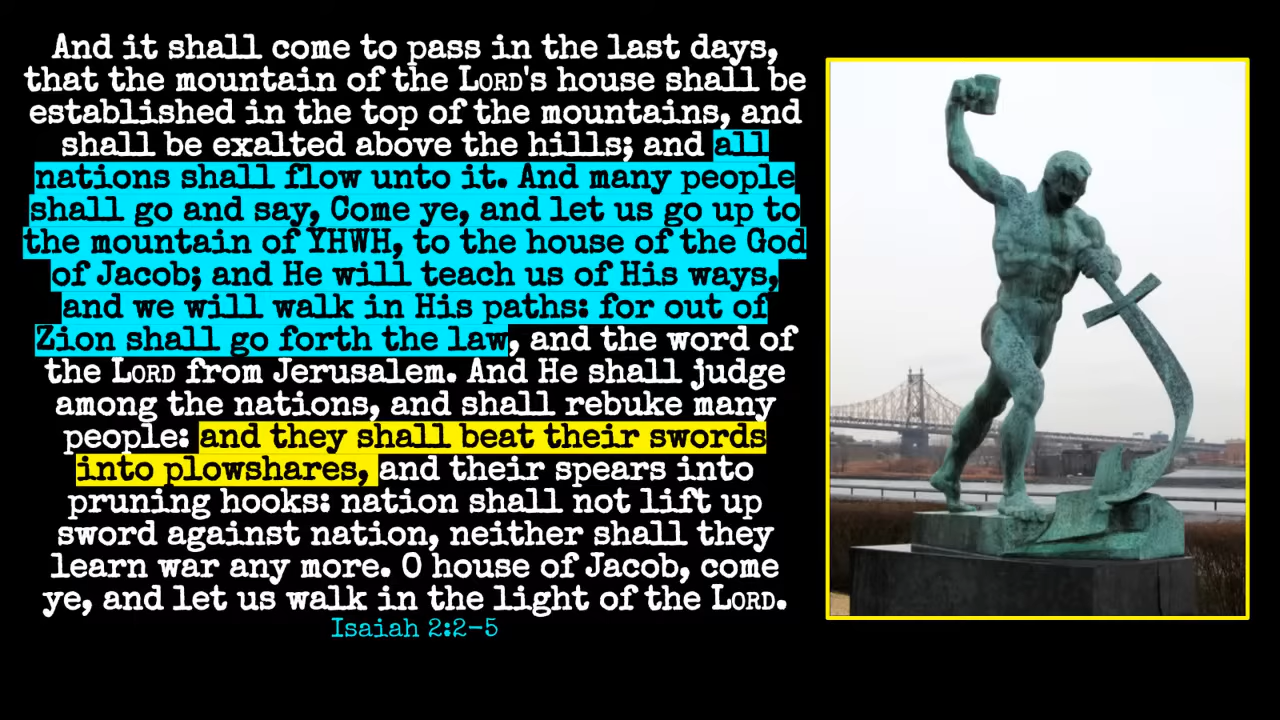 And it shall come to pass in the last days,
that the mountain of the LORD's house shall be
established in the top of the mountains, and
shall be exalted above the hills; and all
nations shall flow unto it. And many people
shall go and say, Come ye, and let us go up to
the mountain of YHWH, to the house of the God
of Jacob; and He will teach us of His ways,
and we will walk in His paths: for out of
Zion shall go forth the law, and the word of
the LORD from Jerusalem. And He shall judge
among the nations, and shall rebuke many
people: and they shall beat their swords
into plowshares, and their spears into
pruning hooks: nation shall not lift up
sword against nation, neither shall they
learn war any more. O house of Jacob, come
ye, and let us walk in the light of the LORD.
Isaiah 2:2-5